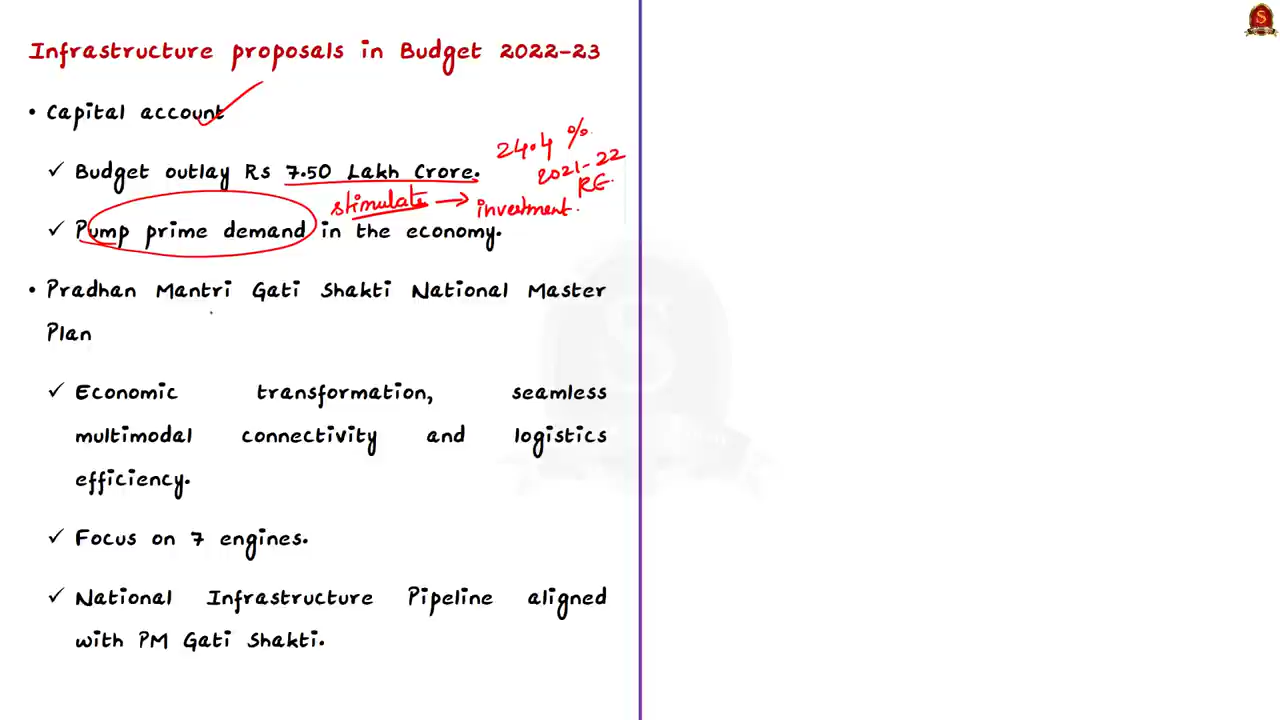 Infrastructure proposals in Budget 2022-23
• Capital account
✓ Budget outlay Rs 7.50 Lakh Crore.
24.4 %
2021-22
RE.
stimulate → investment.
✓ Pump prime demand in the economy.
• Pradhan Mantri Gati Shakti National Master
Plan
✓ Economic transformation, seamless
multimodal connectivity and logistics
efficiency.
✓ Focus on 7 engines.
✓ National Infrastructure Pipeline aligned
with PM Gati Shakti.
S